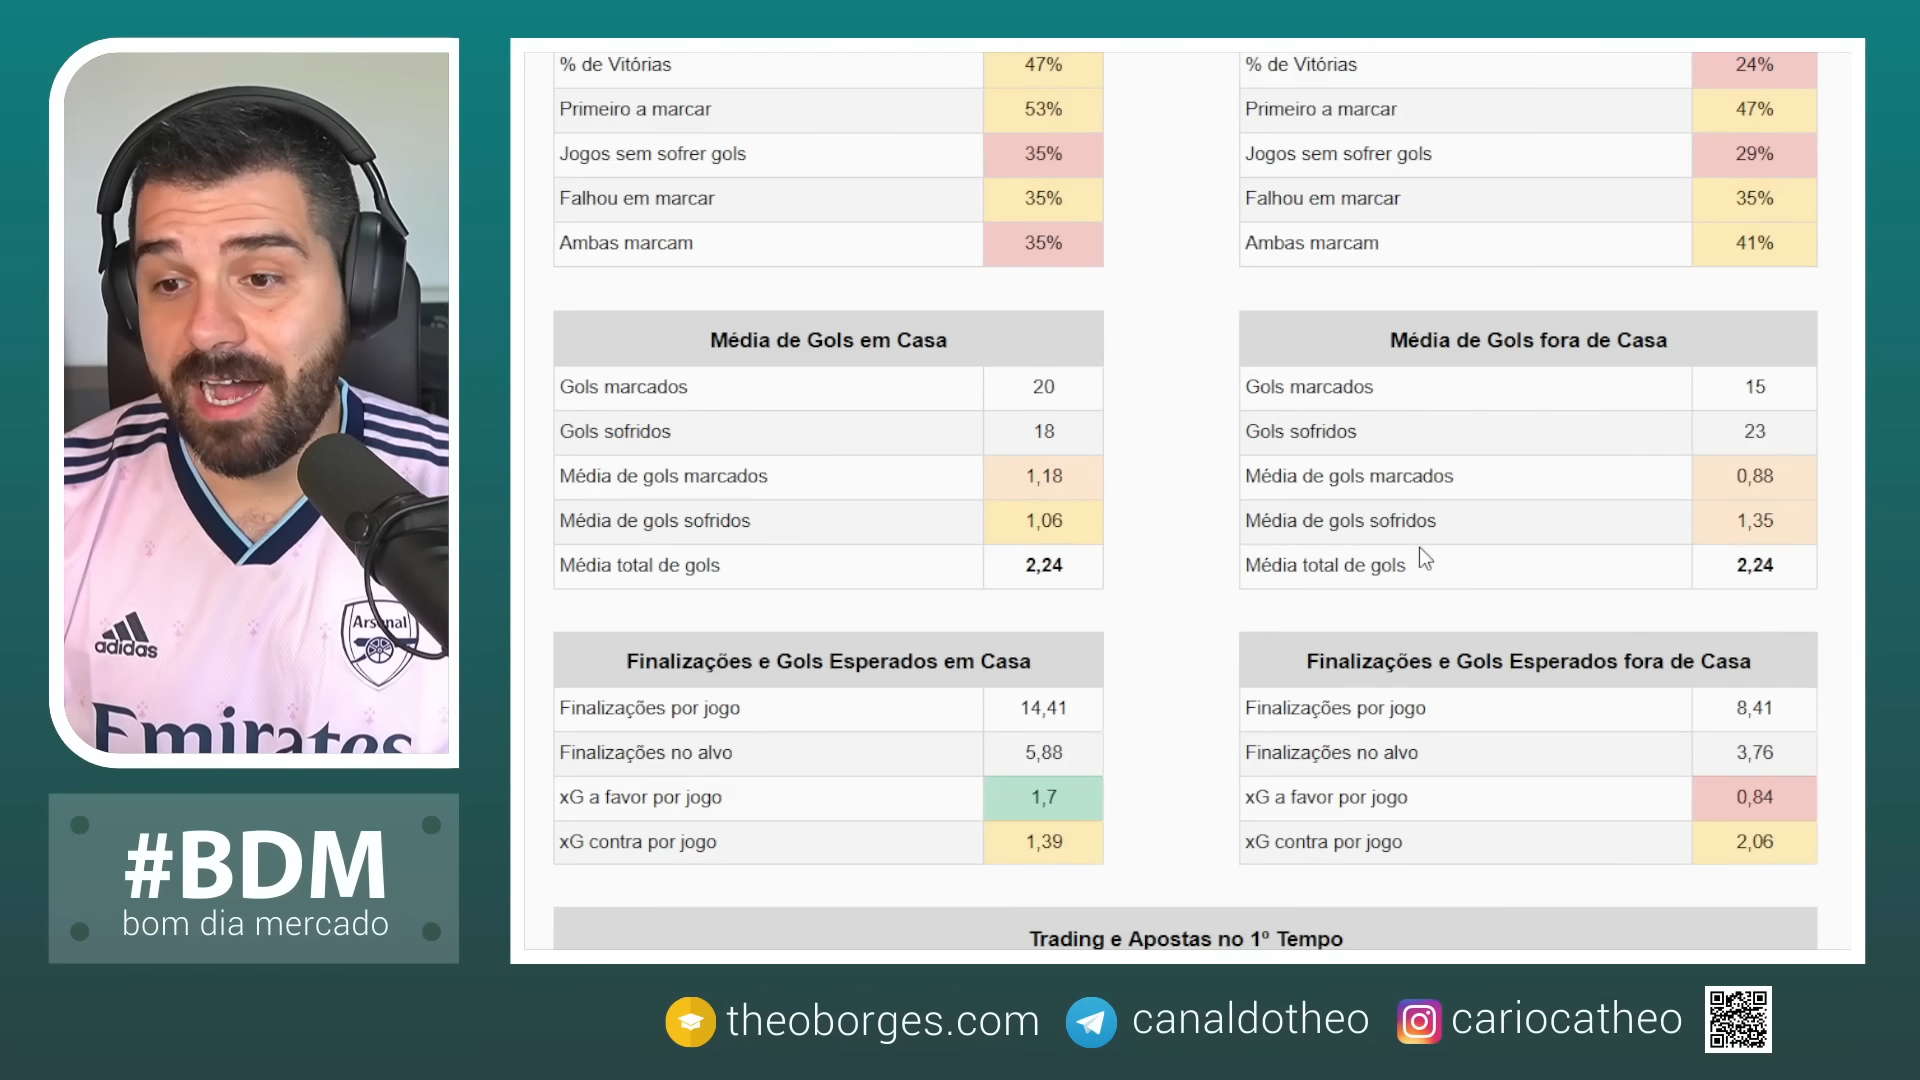 % de Vitórias 47%
Primeiro a marcar 53%
Jogos sem sofrer gols 35%
Falhou em marcar 35%
Ambas marcam 35%
% de Vitórias 24%
Primeiro a marcar 47%
Jogos sem sofrer gols 29%
Falhou em marcar 35%
Ambas marcam 41%
Média de Gols em Casa
Gols marcados 20
Gols sofridos 18
Média de gols marcados 1,18
Média de gols sofridos 1,06
Média total de gols 2,24
Média de Gols fora de Casa
Gols marcados 15
Gols sofridos 23
Média de gols marcados 0,88
Média de gols sofridos 1,35
Média total de gols 2,24
Finalizações e Gols Esperados em Casa
Finalizações por jogo 14,41
Finalizações no alvo 5,88
xG a favor por jogo 1,7
xG contra por jogo 1,39
Finalizações e Gols Esperados fora de Casa
Finalizações por jogo 8,41
Finalizações no alvo 3,76
xG a favor por jogo 0,84
xG contra por jogo 2,06
Trading e Apostas no 1º Tempo
adidas
Arsenal
Emirates
#BDM
bom dia mercado
theoborges.com
canaldotheo
cariocatheo